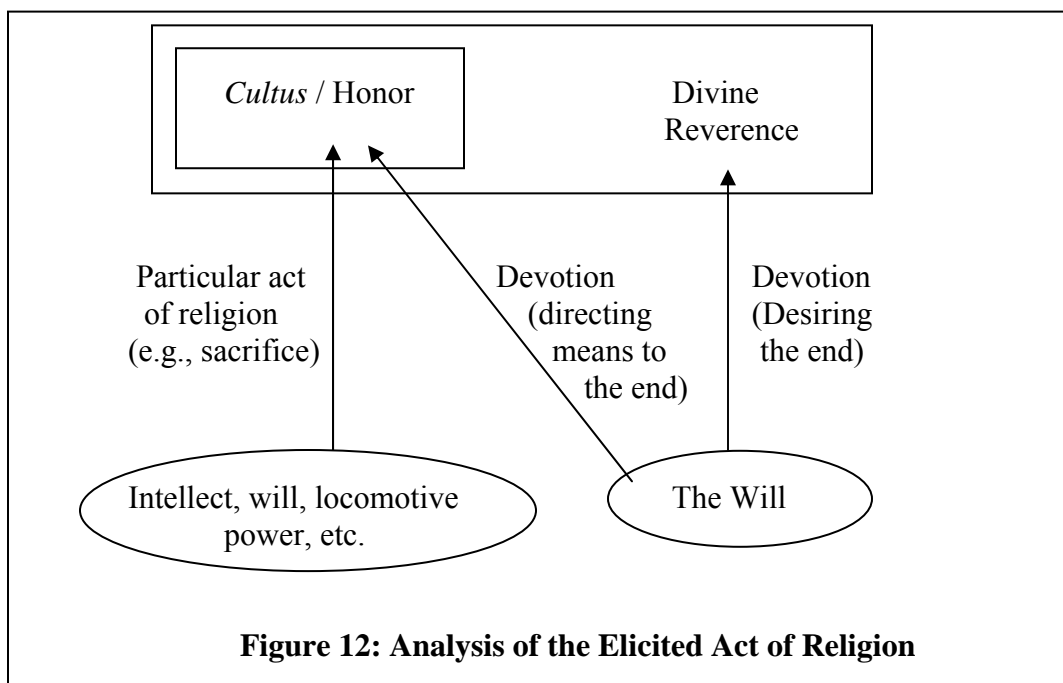 Cultus / Honor
Divine
Reverence
Particular act
of religion
(e.g., sacrifice)
Devotion
(directing
means to
the end)
Devotion
(Desiring
the end)
Intellect, will, locomotive
power, etc.
The Will
Figure 12: Analysis of the Elicited Act of Religion